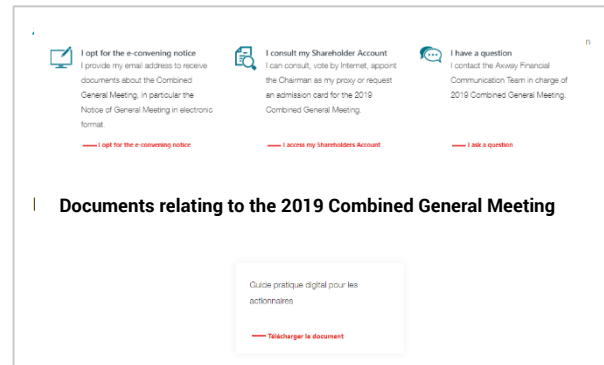 I opt for the e-convening notice
I provide my email address to receive
documents about the Combined
General Meeting, in particular the
Notice of General Meeting in electronic
format.
I opt for the e-convening notice
I consult my Shareholder Account
I can consult, vote by Internet, appoint
the Chairman as my proxy or request
an admission card for the 2019
Combined General Meeting.
I access my Shareholders Account
I have a question
I contact the Axway Financial
Communication Team in charge of
2019 Combined General Meeting.
I ask a question
n
Documents relating to the 2019 Combined General Meeting
Guide pratique digital pour les
actionnaires
Télécharger le document